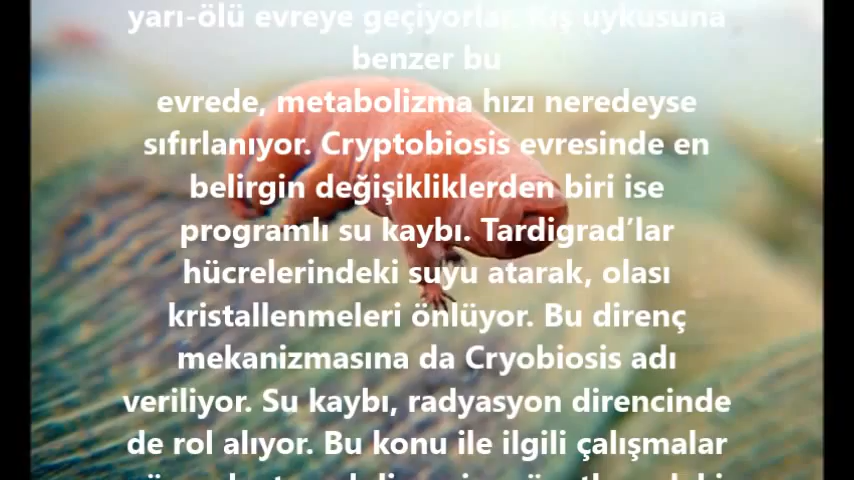 yarı-ölü evreye geçiyorlar. Kış uykusuna
benzer bu
evrede, metabolizma hızı neredeyse
sıfırlanıyor. Cryptobiosis evresinde en
belirgin değişikliklerden biri ise
programlı su kaybı. Tardigrad’lar
hücrelerindeki suyu atarak, olası
kristallenmeleri önlüyor. Bu direnç
mekanizmasına da Cryobiosis adı
veriliyor. Su kaybı, radyasyon direncinde
de rol alıyor. Bu konu ile ilgili çalışmalar